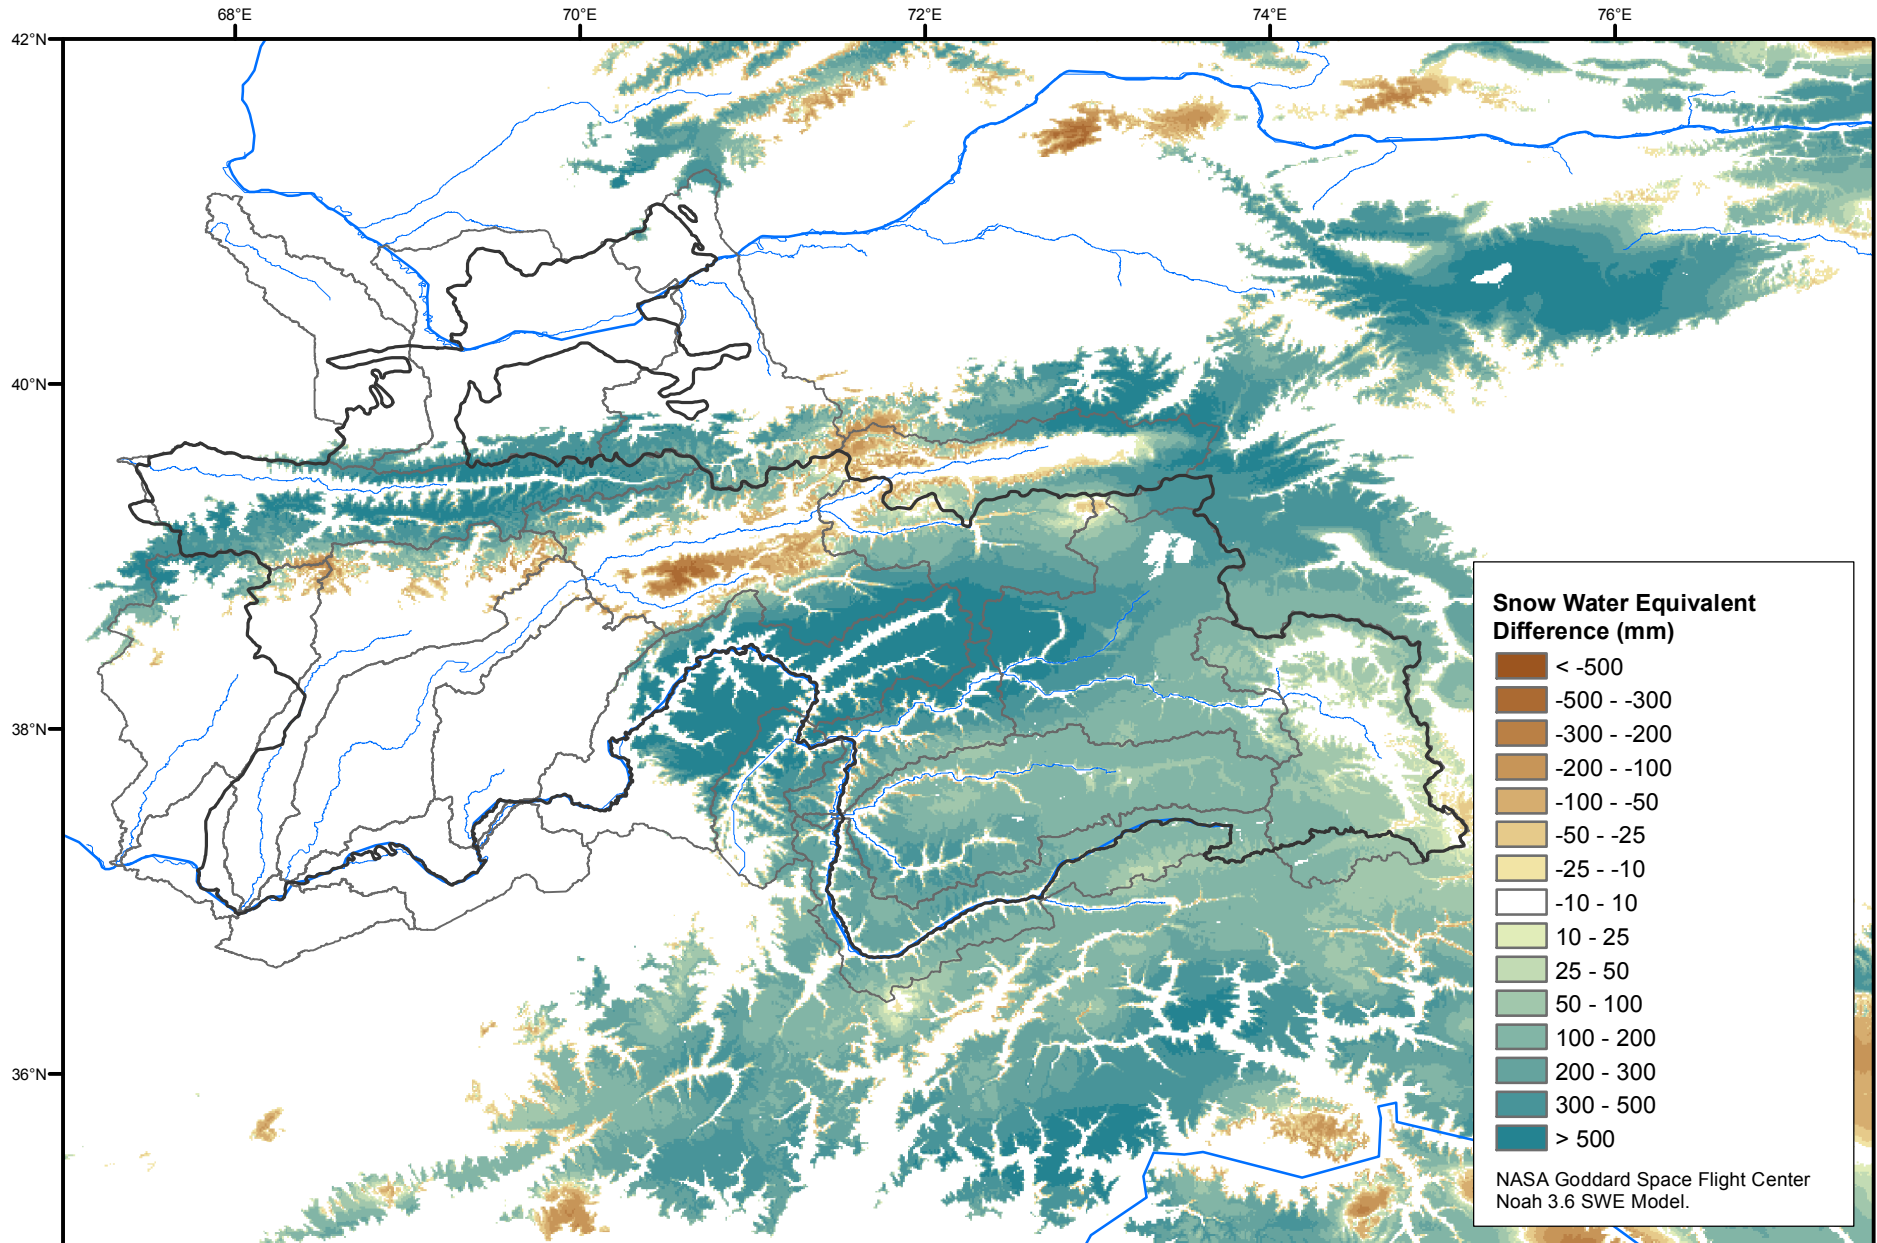 68°E 70°E 72°E 74°E 76°E
42°N
40°N
38°N
36°N
Snow Water Equivalent
Difference (mm)
< -500
-500 - -300
-300 - -200
-200 - -100
-100 - -50
-50 - -25
-25 - -10
-10 - 10
10 - 25
25 - 50
50 - 100
100 - 200
200 - 300
300 - 500
> 500
NASA Goddard Space Flight Center
Noah 3.6 SWE Model.